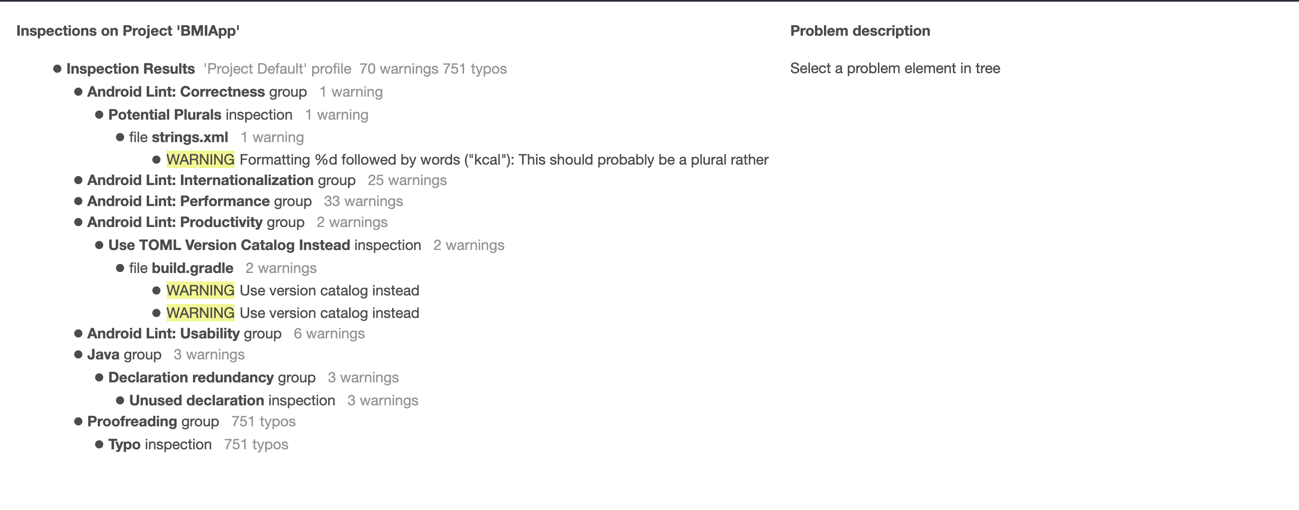 Inspections on Project 'BMIApp'
Problem description
Inspection Results 'Project Default' profile 70 warnings 751 typos
Select a problem element in tree
Android Lint: Correctness group 1 warning
Potential Plurals inspection 1 warning
file strings.xml 1 warning
WARNING Formatting %d followed by words ("kcal"): This should probably be a plural rather
Android Lint: Internationalization group 25 warnings
Android Lint: Performance group 33 warnings
Android Lint: Productivity group 2 warnings
Use TOML Version Catalog Instead inspection 2 warnings
file build.gradle 2 warnings
WARNING Use version catalog instead
WARNING Use version catalog instead
Android Lint: Usability group 6 warnings
Java group 3 warnings
Declaration redundancy group 3 warnings
Unused declaration inspection 3 warnings
Proofreading group 751 typos
Typo inspection 751 typos